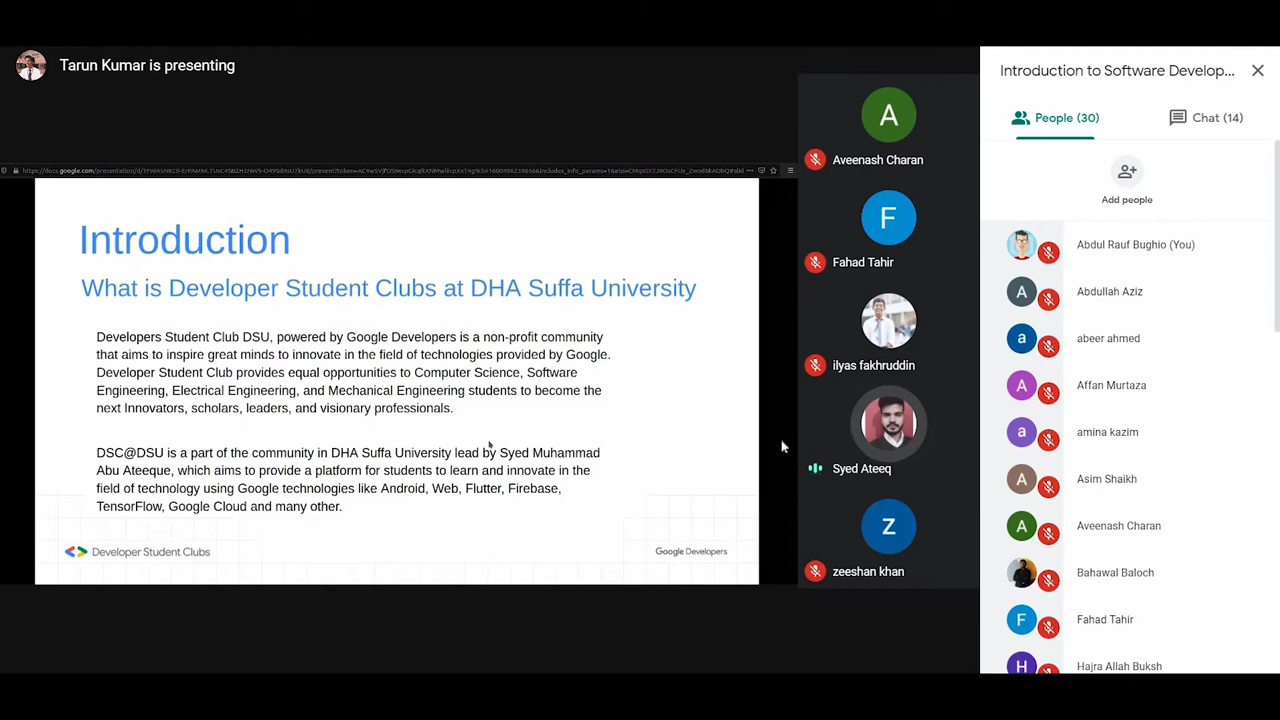 Tarun Kumar is presenting
Introduction
What is Developer Student Clubs at DHA Suffa University
Developers Student Club DSU, powered by Google Developers is a non-profit community
that aims to inspire great minds to innovate in the field of technologies provided by Google.
Developer Student Club provides equal opportunities to Computer Science, Software
Engineering, Electrical Engineering, and Mechanical Engineering students to become the
next Innovators, scholars, leaders, and visionary professionals.
DSC@DSU is a part of the community in DHA Suffa University lead by Syed Muhammad
Abu Ateeque, which aims to provide a platform for students to learn and innovate in the
field of technology using Google technologies like Android, Web, Flutter, Firebase,
TensorFlow, Google Cloud and many other.
Developer Student Clubs
Google Developers
A
Aveenash Charan
F
Fahad Tahir
ilyas fakhruddin
Syed Ateeq
Z
zeeshan khan
Introduction to Software Develop...
People (30)
Chat (14)
Add people
Abdul Rauf Bughio (You)
A
Abdullah Aziz
a
abeer ahmed
A
Affan Murtaza
a
amina kazim
A
Asim Shaikh
A
Aveenash Charan
Bahawal Baloch
F
Fahad Tahir
H
Hajra Allah Buksh